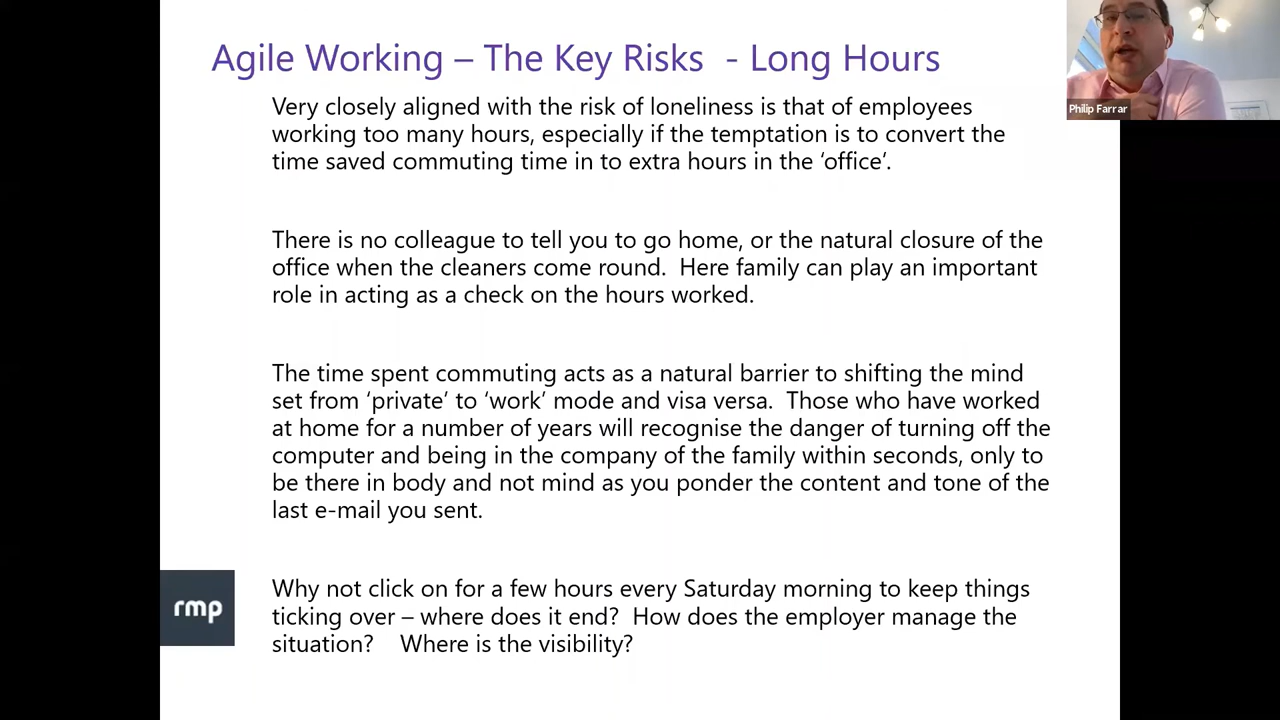 Agile Working – The Key Risks - Long Hours
Philip Farrar
Very closely aligned with the risk of loneliness is that of employees
working too many hours, especially if the temptation is to convert the
time saved commuting time in to extra hours in the ‘office‘.
There is no colleague to tell you to go home, or the natural closure of the
office when the cleaners come round. Here family can play an important
role in acting as a check on the hours worked.
The time spent commuting acts as a natural barrier to shifting the mind
set from ‘private’ to ‘work’ mode and visa versa. Those who have worked
at home for a number of years will recognise the danger of turning off the
computer and being in the company of the family within seconds, only to
be there in body and not mind as you ponder the content and tone of the
last e-mail you sent.
Why not click on for a few hours every Saturday morning to keep things
ticking over – where does it end? How does the employer manage the
situation? Where is the visibility?
rmp